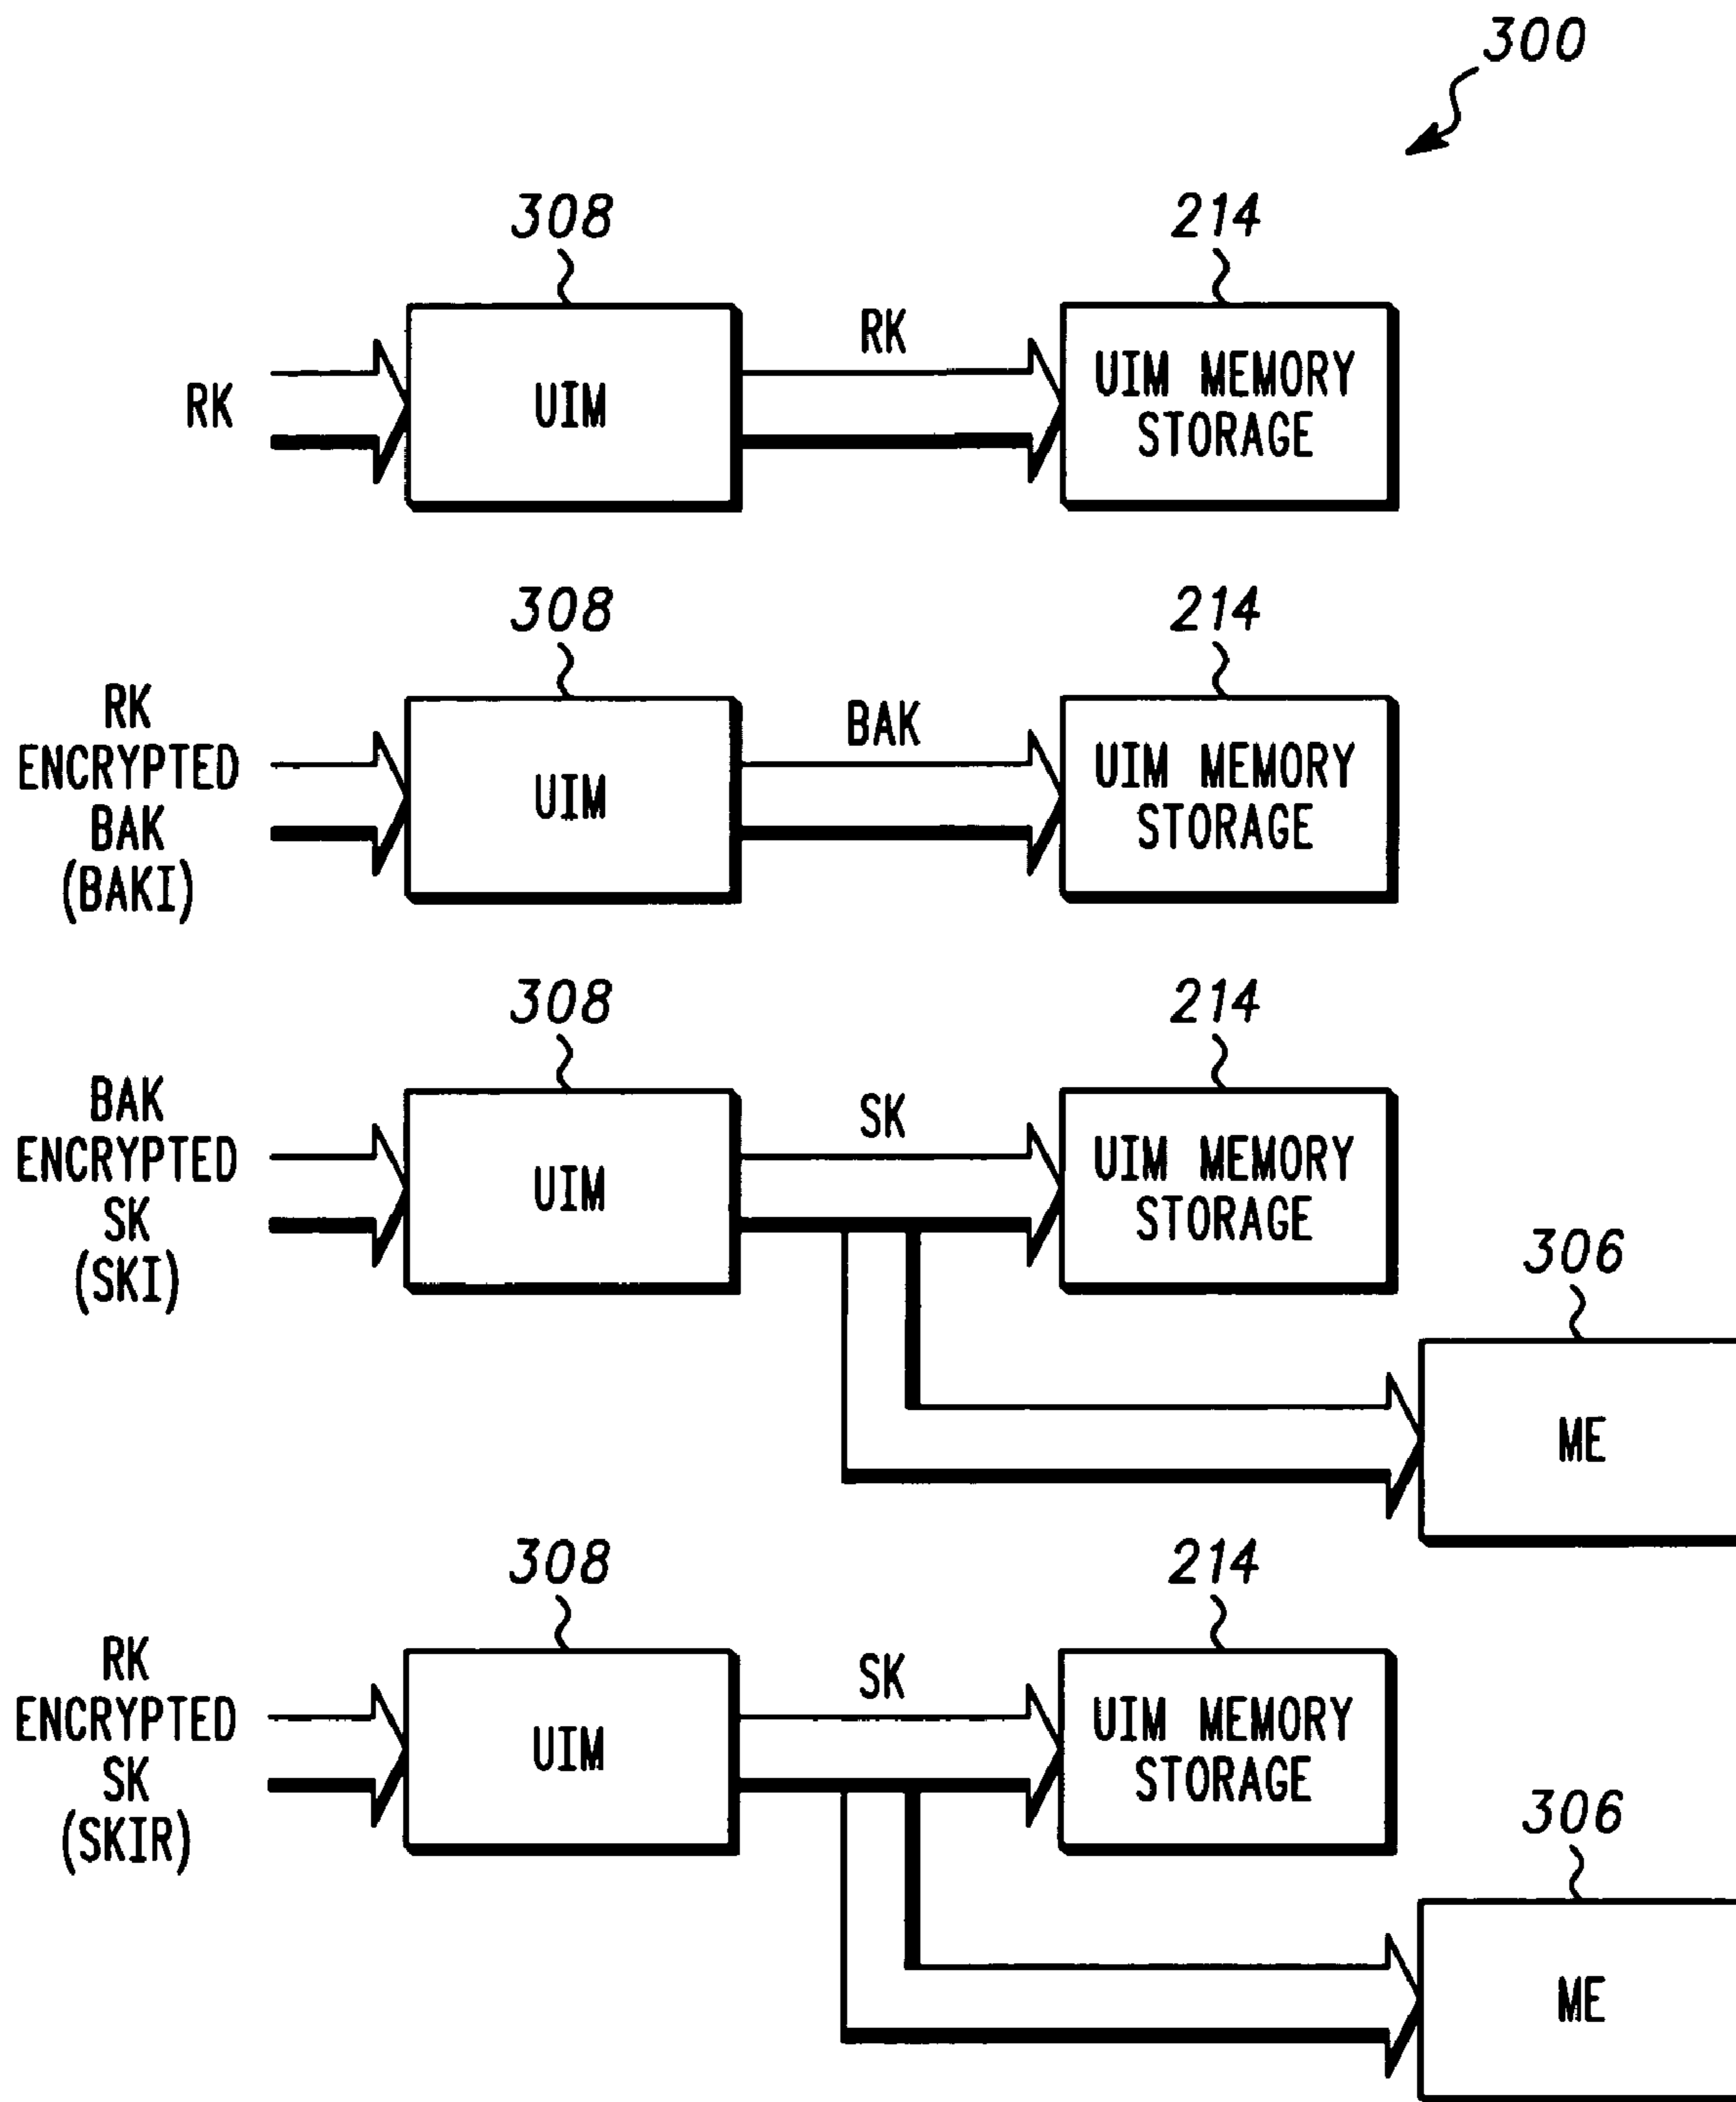 300
308
214
RK
RK
UIM
UIM MEMORY
STORAGE
308
214
RK
ENCRYPTED
BAK
(BAKI)
BAK
UIM
UIM MEMORY
STORAGE
308
214
BAK
ENCRYPTED
SK
(SKI)
SK
UIM
UIM MEMORY
STORAGE
306
ME
308
214
RK
ENCRYPTED
SK
(SKIR)
SK
UIM
UIM MEMORY
STORAGE
306
ME